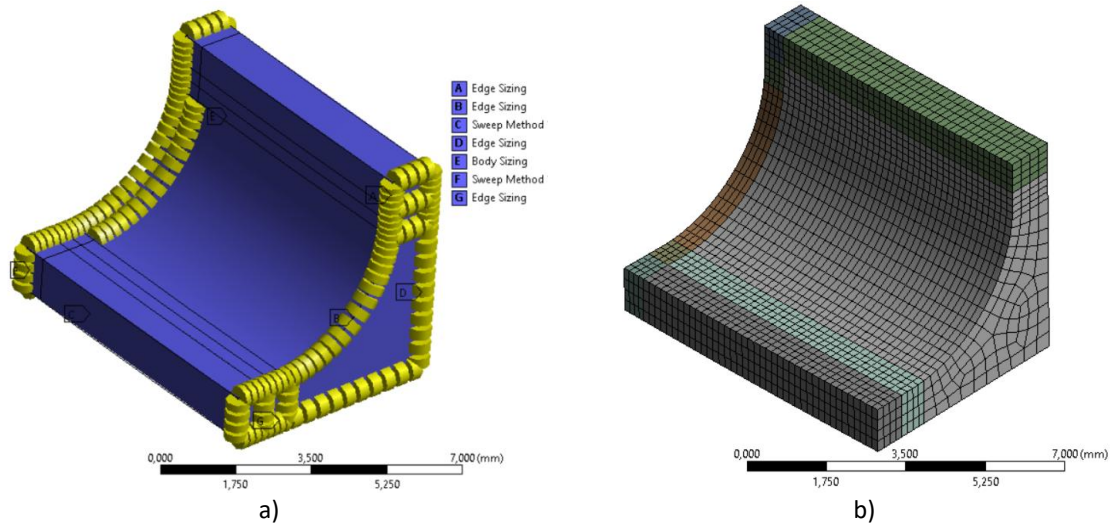 A Edge Sizing
B Edge Sizing
C Sweep Method
D Edge Sizing
E Body Sizing
F Sweep Method
G Edge Sizing
E
A
D
B
C
G
0,000 3,500 7,000 (mm)
1,750 5,250
0,000 3,500 7,000 (mm)
1,750 5,250
a) b)